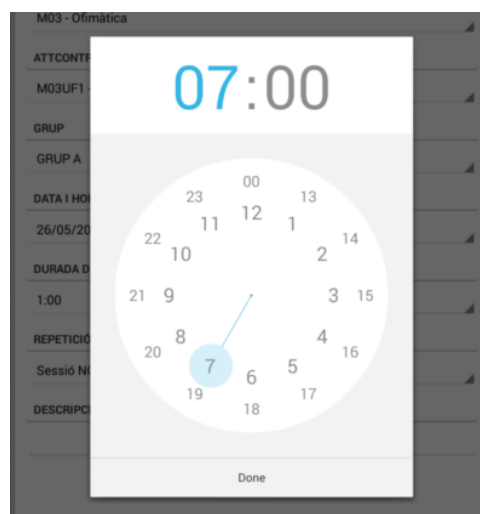 M03 - Ofimàtica
ATTCONTR
M03UF1 -
GRUP
GRUP A
DATA I HO
26/05/20
DURADA D
1:00
REPETICIÓ
Sessió NO
DESCRIPC
07:00
00
23 13
12
11 1
22 14
10 2
21 9 3 15
8 4
20 16
7 5
6
19 17
18
Done